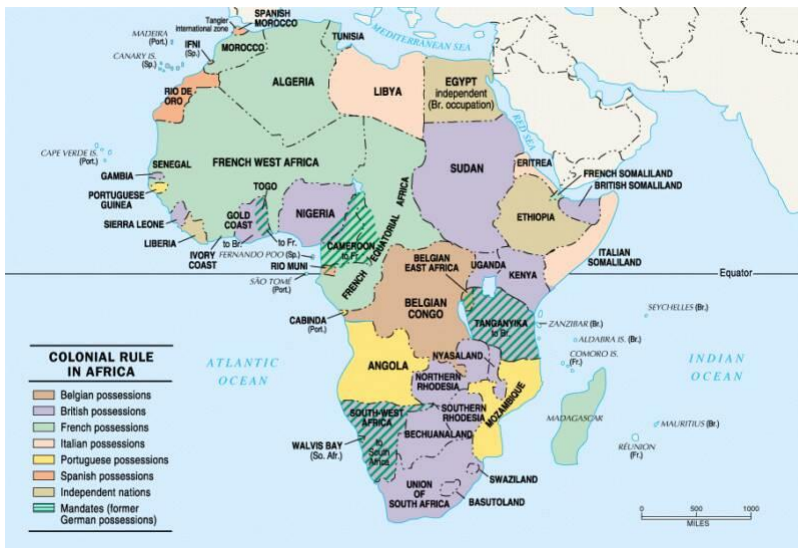 SPANISH
MOROCCO
Tangier
international zone
MADEIRA
(Port.)
IFNI
(Sp.)
MOROCCO
TUNISIA
MEDITERRANEAN SEA
CANARY IS.
(Sp.)
ALGERIA
LIBYA
EGYPT
independent
(Br. occupation)
RIO DE
ORO
RED SEA
CAPE VERDE IS.
(Port.)
SENEGAL
FRENCH WEST AFRICA
SUDAN
ERITREA
FRENCH SOMALILAND
BRITISH SOMALILAND
GAMBIA
PORTUGUESE
GUINEA
TOGO
NIGERIA
FRENCH EQUATORIAL AFRICA
SIERRA LEONE
GOLD
COAST
ETHIOPIA
LIBERIA
to Br.
to Fr.
CAMEROON
to Fr.
IVORY
COAST
FERNANDO POO (Sp.)
RIO MUNI
BELGIAN
EAST AFRICA
UGANDA
KENYA
ITALIAN
SOMALILAND
Equator
SÃO TOMÉ
(Port.)
BELGIAN
CONGO
TANGANYIKA
to Br.
SEYCHELLES (Br.)
CABINDA
(Port.)
ZANZIBAR (Br.)
ALDABRA IS. (Br.)
COMORO IS.
(Fr.)
ATLANTIC
OCEAN
INDIAN
OCEAN
ANGOLA
NYASALAND
NORTHERN
RHODESIA
MOZAMBIQUE
SOUTH-WEST
AFRICA
to
South
Africa
SOUTHERN
RHODESIA
MADAGASCAR
BECHUANALAND
MAURITIUS (Br.)
WALVIS BAY
(So. Afr.)
RÉUNION
(Fr.)
SWAZILAND
UNION
OF
SOUTH AFRICA
BASUTOLAND
COLONIAL RULE
IN AFRICA
Belgian possessions
British possessions
French possessions
Italian possessions
Portuguese possessions
Spanish possessions
Independent nations
Mandates (former
German possessions)
0 500 1000
MILES